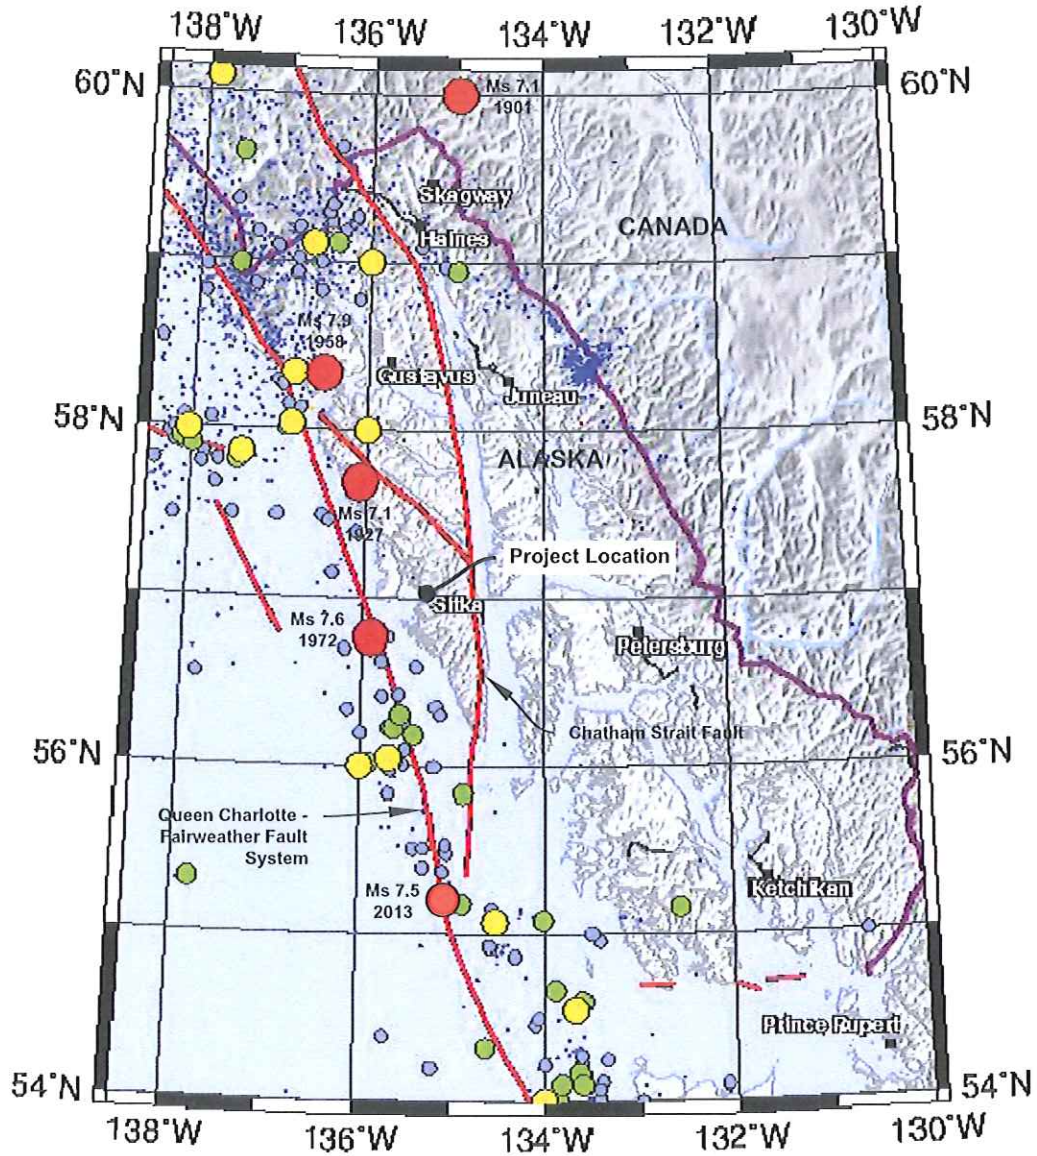 138°W 136°W 134°W 132°W 130°W
60°N 60°N
Ms 7.1
1901
Skagway
CANADA
Haines
Ms 7.9
1958
Gustavus
Juneau
58°N 58°N
ALASKA
Ms 7.1
1927
Project Location
Sitka
Ms 7.6
1972
Petersburg
Chatham Strait Fault
56°N 56°N
Queen Charlotte -
Fairweather Fault
System
Ms 7.5
2013
Ketchikan
Prince Rupert
54°N 54°N
138°W 136°W 134°W 132°W 130°W